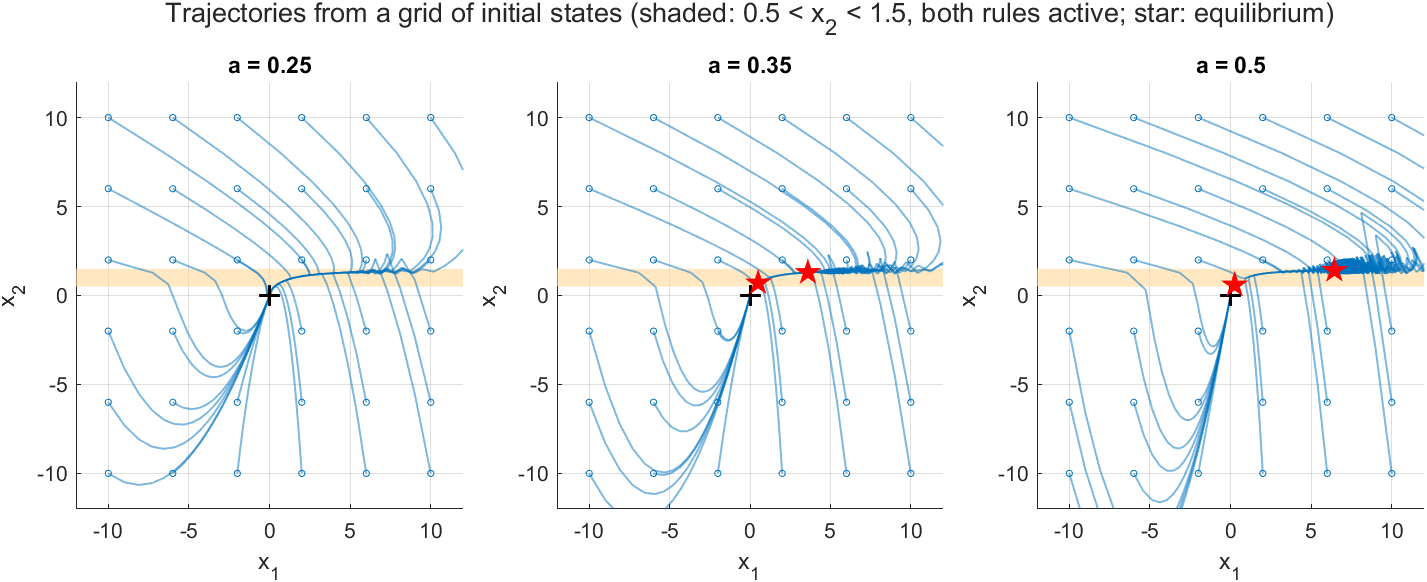 Trajectories from a grid of initial states (shaded: 0.5 < x₂ < 1.5, both rules active; star: equilibrium)
a = 0.25
10
5
0
-5
-10
x₂
-10 -5 0 5 10
x₁
a = 0.35
10
5
0
-5
-10
x₂
-10 -5 0 5 10
x₁
a = 0.5
10
5
0
-5
-10
x₂
-10 -5 0 5 10
x₁